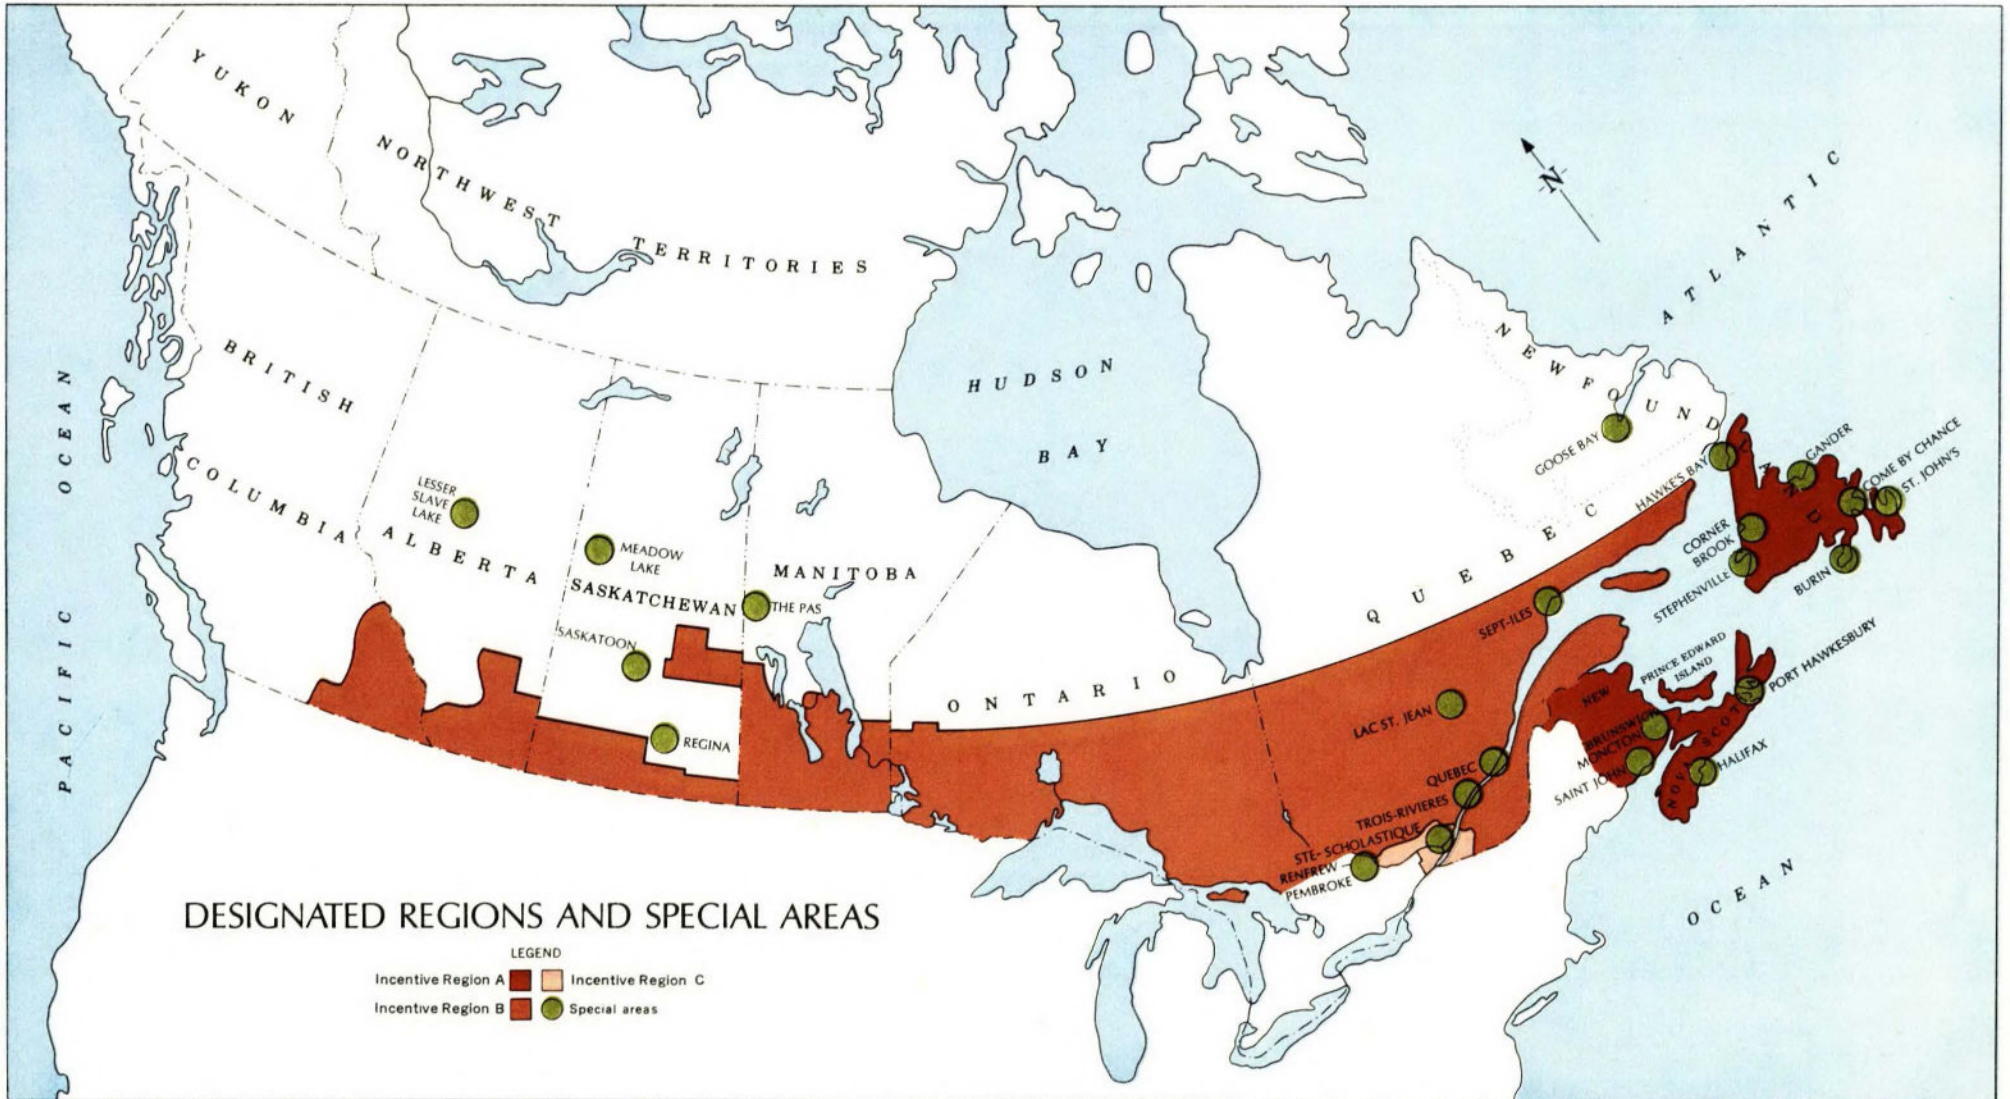 YUKON
NORTHWEST
TERRITORIES
BRITISH
COLUMBIA
PACIFIC OCEAN
ALBERTA
LESSER
SLAVE
LAKE
MEADOW
LAKE
SASKATCHEWAN
SASKATOON
REGINA
MANITOBA
THE PAS
HUDSON
BAY
ONTARIO
QUEBEC
N
ATLANTIC
OCEAN
NEWFOUNDLAND
GOOSE BAY
HAWKE'S BAY
GANDER
COME BY CHANCE
ST. JOHN'S
CORNER
BROOK
STEPHENVILLE
BURIN
SEPT-ILES
PRINCE EDWARD
ISLAND
PORT HAWKESBURY
NEW
BRUNSWICK
MONCTON
SAINT JOHN
NOVA SCOTIA
HALIFAX
LAC ST. JEAN
QUEBEC
TROIS-RIVIERES
STE-SCHOLASTIQUE
RENFREW
PEMBROKE
DESIGNATED REGIONS AND SPECIAL AREAS
LEGEND
Incentive Region A
Incentive Region C
Incentive Region B
Special areas